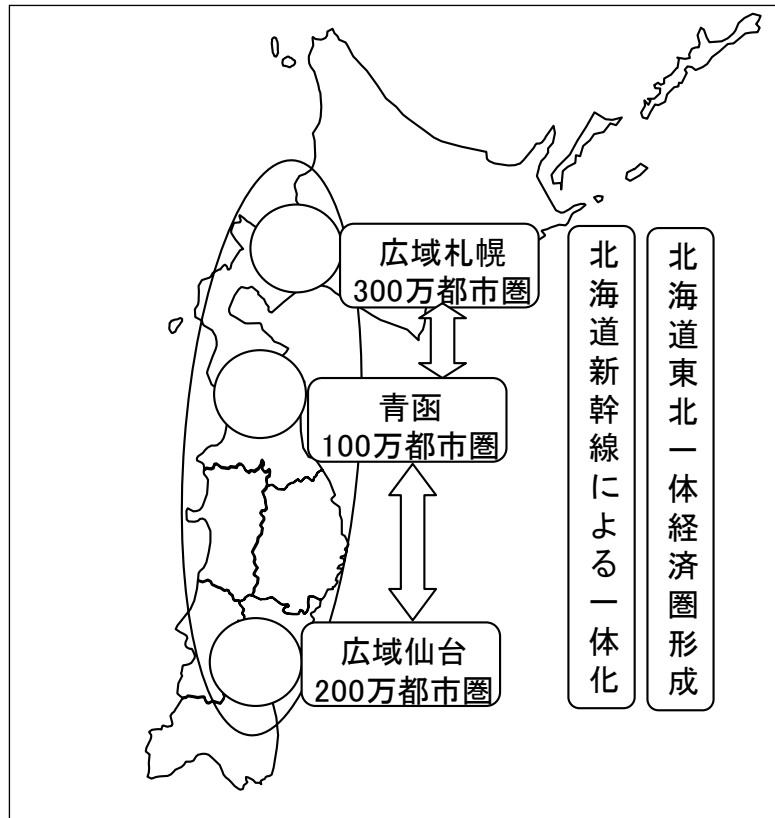 広域札幌
300万都市圏
青函
100万都市圏
広域仙台
200万都市圏
北海道新幹線による一体化
北海道東北一体経済圏形成